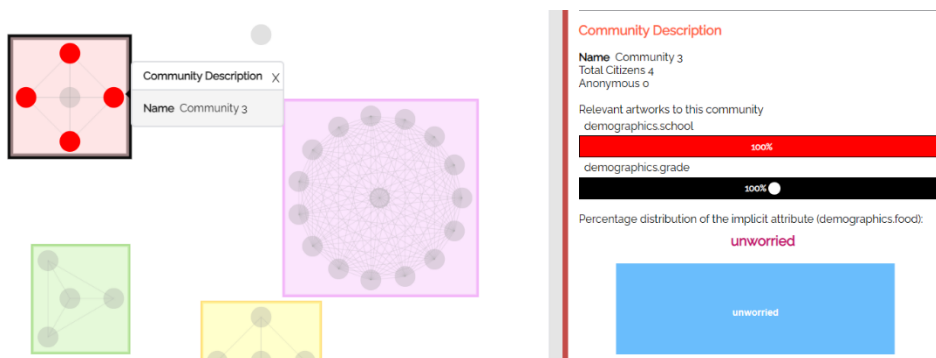 Community Description X
Name Community 3
Community Description
Name Community 3
Total Citizens 4
Anonymous 0
Relevant artworks to this community
demographics.school
100%
demographics.grade
100%
Percentage distribution of the implicit attribute (demographics.food):
unworried
unworried